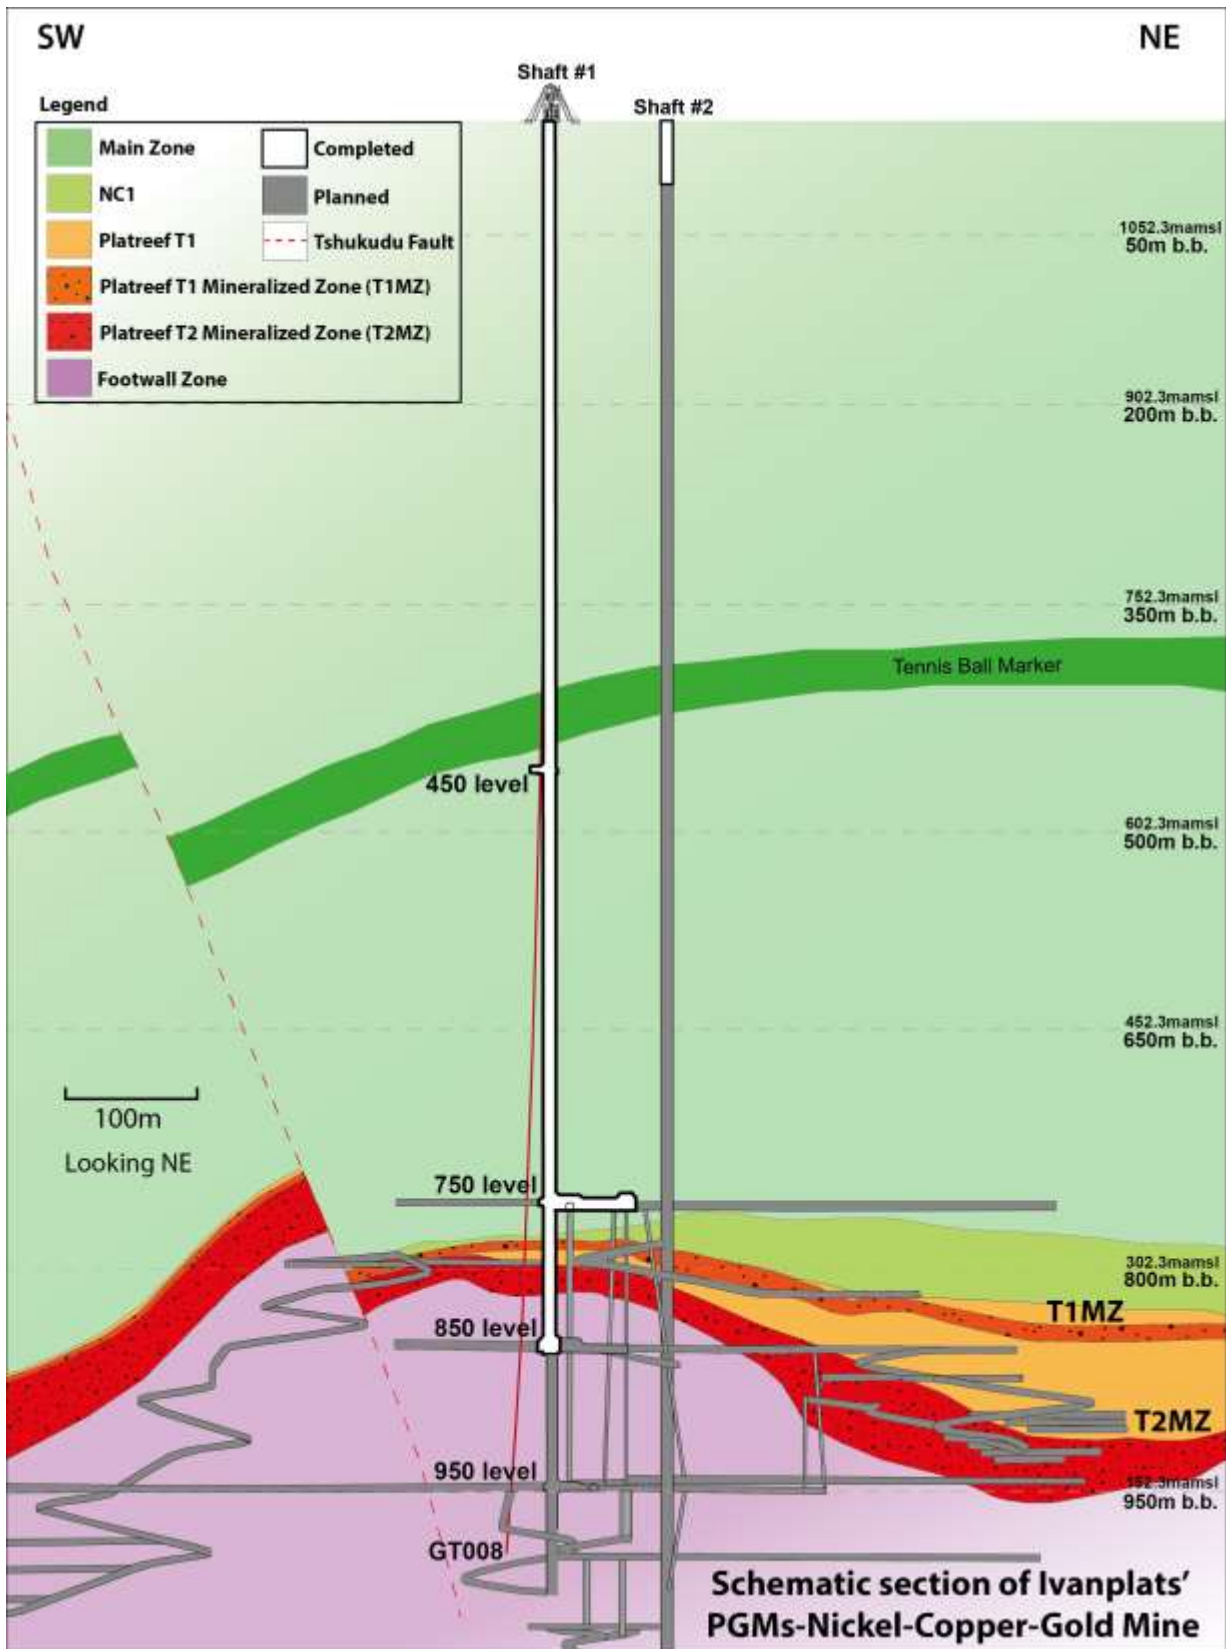 SW
NE
Shaft #1
Shaft #2
Legend
Main Zone
Completed
NC1
Planned
Platreef T1
Tshukudu Fault
Platreef T1 Mineralized Zone (T1MZ)
Platreef T2 Mineralized Zone (T2MZ)
Footwall Zone
1052.3mamsl
50m b.b.
902.3mamsl
200m b.b.
752.3mamsl
350m b.b.
Tennis Ball Marker
450 level
602.3mamsl
500m b.b.
452.3mamsl
650m b.b.
100m
Looking NE
750 level
302.3mamsl
800m b.b.
T1MZ
850 level
T2MZ
950 level
152.3mamsl
950m b.b.
GT008
Schematic section of Ivanplats'
PGMs-Nickel-Copper-Gold Mine